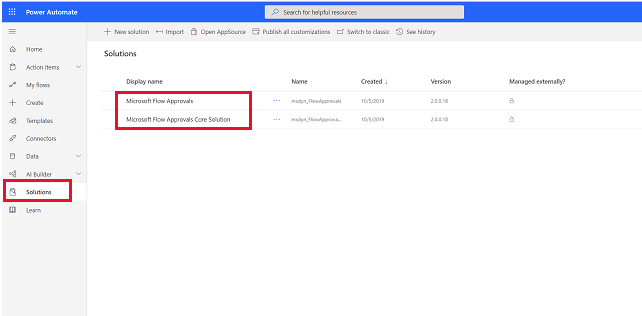 Power Automate
Search for helpful resources
New solution Import Open AppSource Publish all customizations Switch to classic See history
Home
Action items
My flows
Create
Templates
Connectors
Data
AI Builder
Solutions
Learn
Solutions
Display name Name Created ↓ Version Managed externally?
Microsoft Flow Approvals ... msdyn_FlowApprovals 10/5/2019 2.0.0.18
Microsoft Flow Approvals Core Solution ... msdyn_FlowApprova... 10/5/2019 2.0.0.18